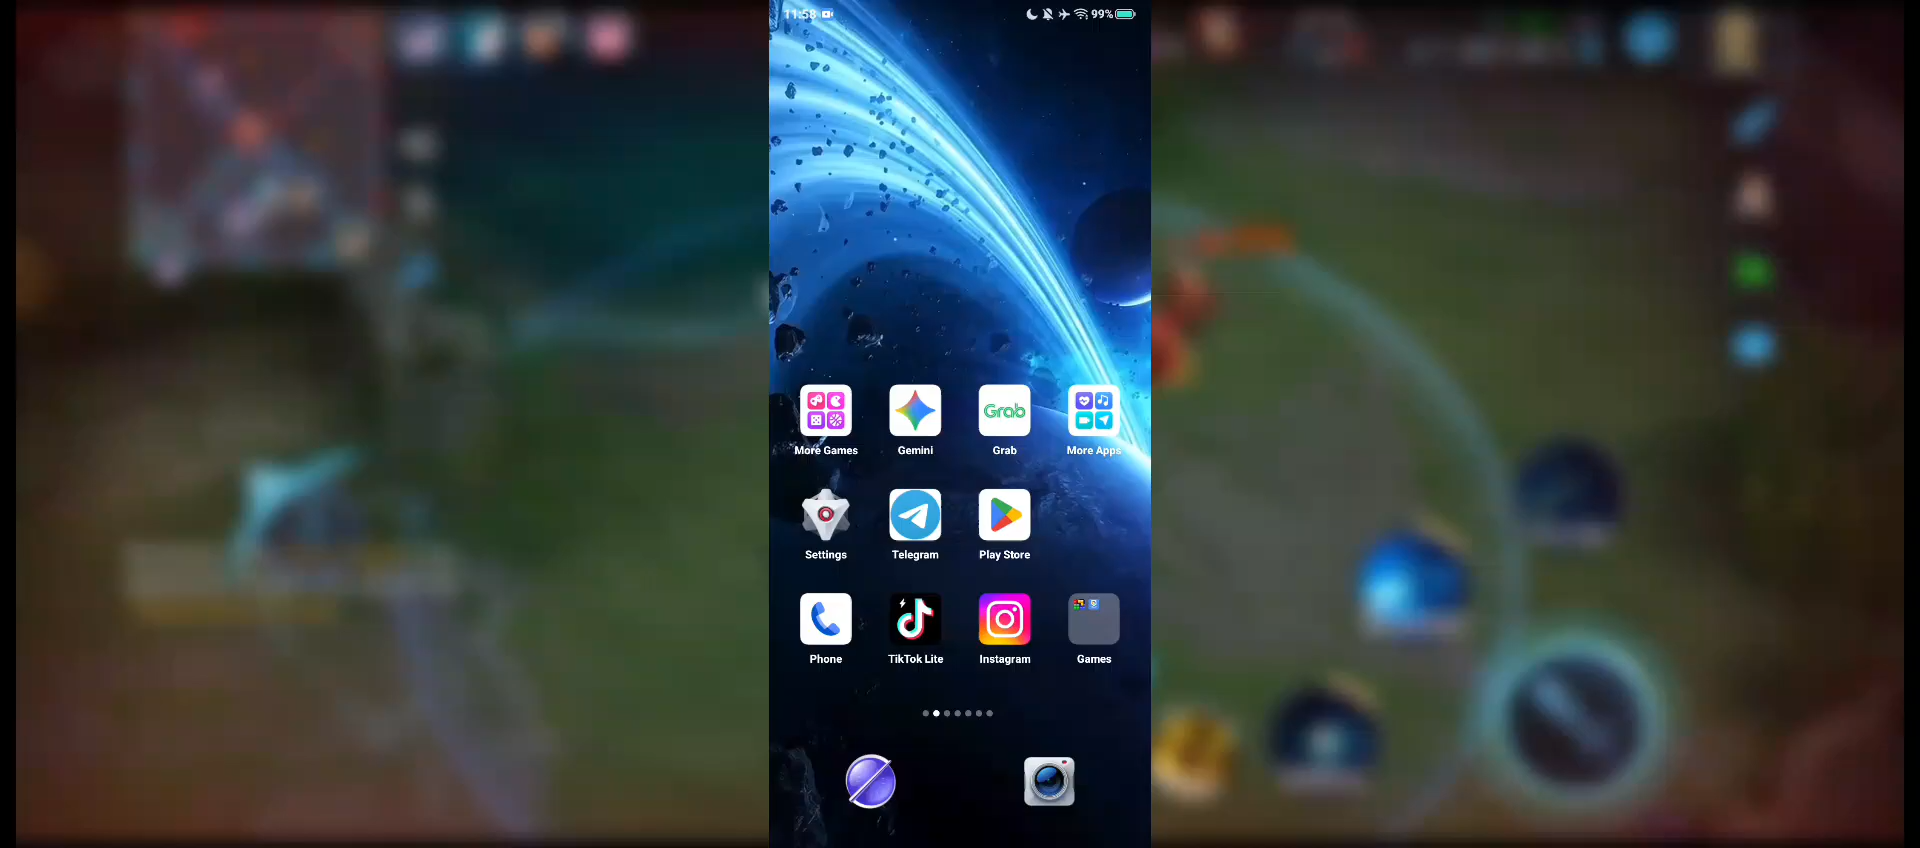 11:58 99%
Grab
More Games Gemini Grab More Apps
Settings Telegram Play Store
Phone TikTok Lite Instagram Games